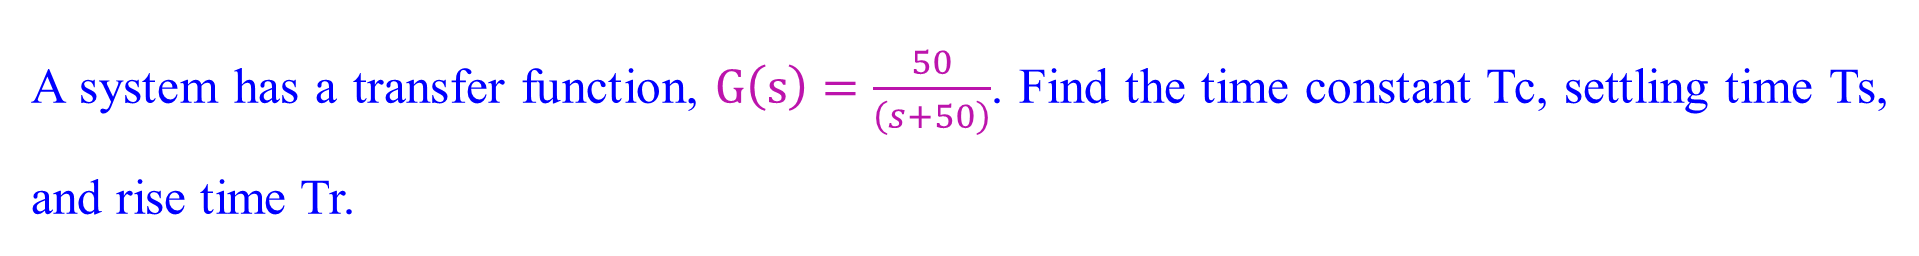 A system has a transfer function, G(s) = 50/(s+50). Find the time constant Tc, settling time Ts,
and rise time Tr.